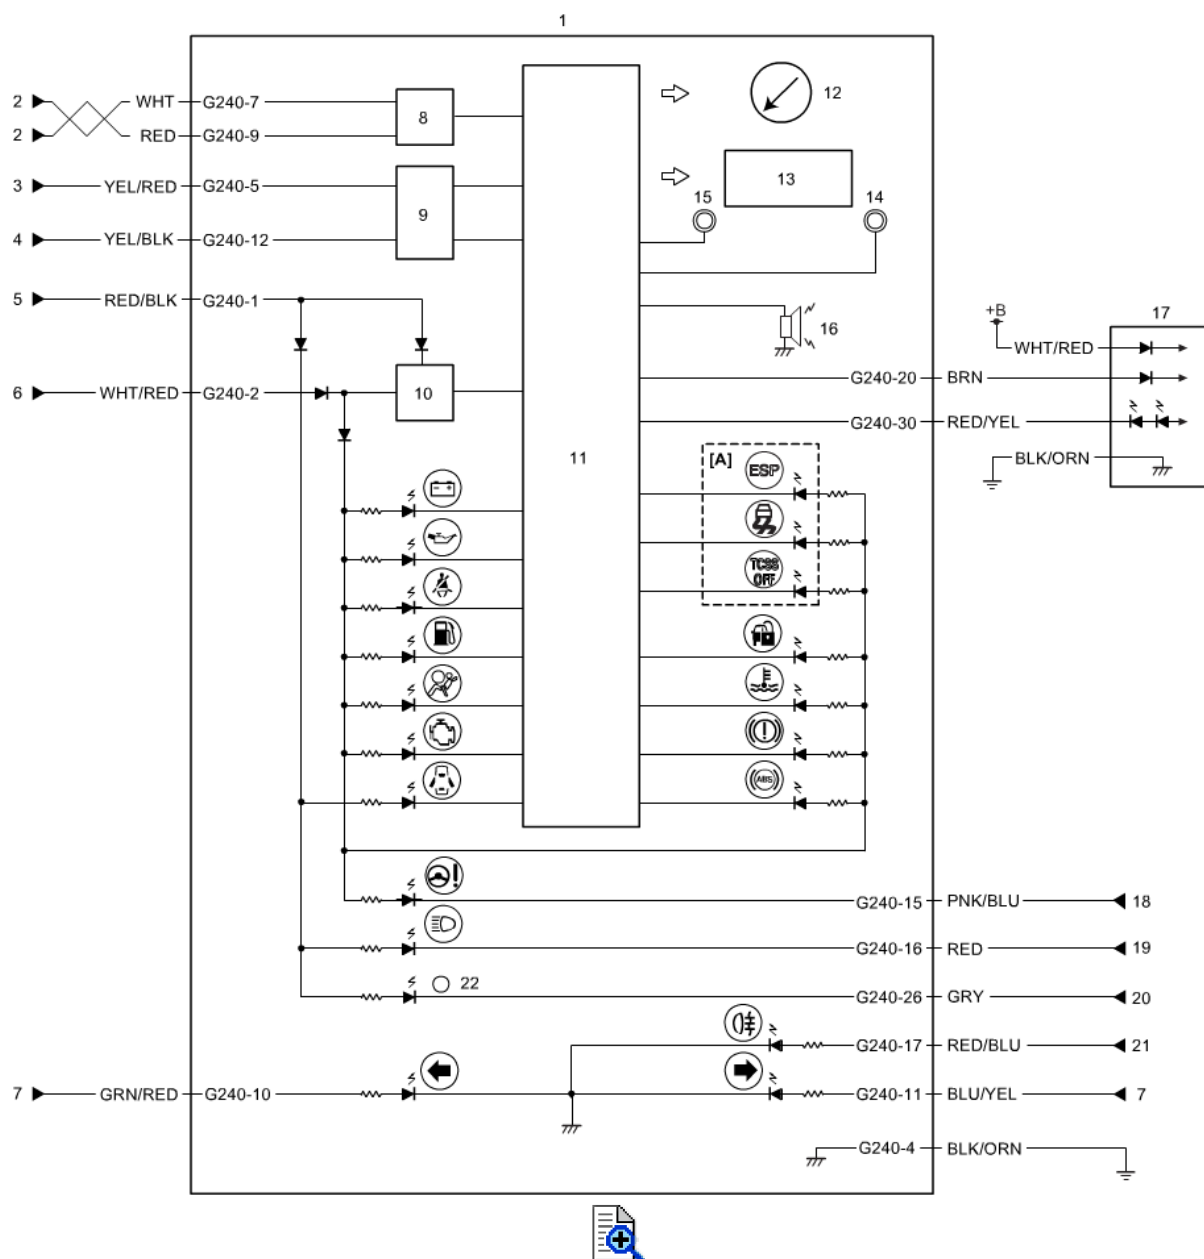 1
2 WHT G240-7
8
12
2 RED G240-9
3 YEL/RED G240-5
9
13
15
14
4 YEL/BLK G240-12
5 RED/BLK G240-1
16
+B
17
WHT/RED
6 WHT/RED G240-2
10
G240-20 BRN
G240-30 RED/YEL
11
[A]
ESP
BLK/ORN
TCSS
OFF
ABS
G240-15 PNK/BLU 18
G240-16 RED 19
22
G240-26 GRY 20
G240-17 RED/BLU 21
7 GRN/RED G240-10
G240-11 BLU/YEL 7
G240-4 BLK/ORN